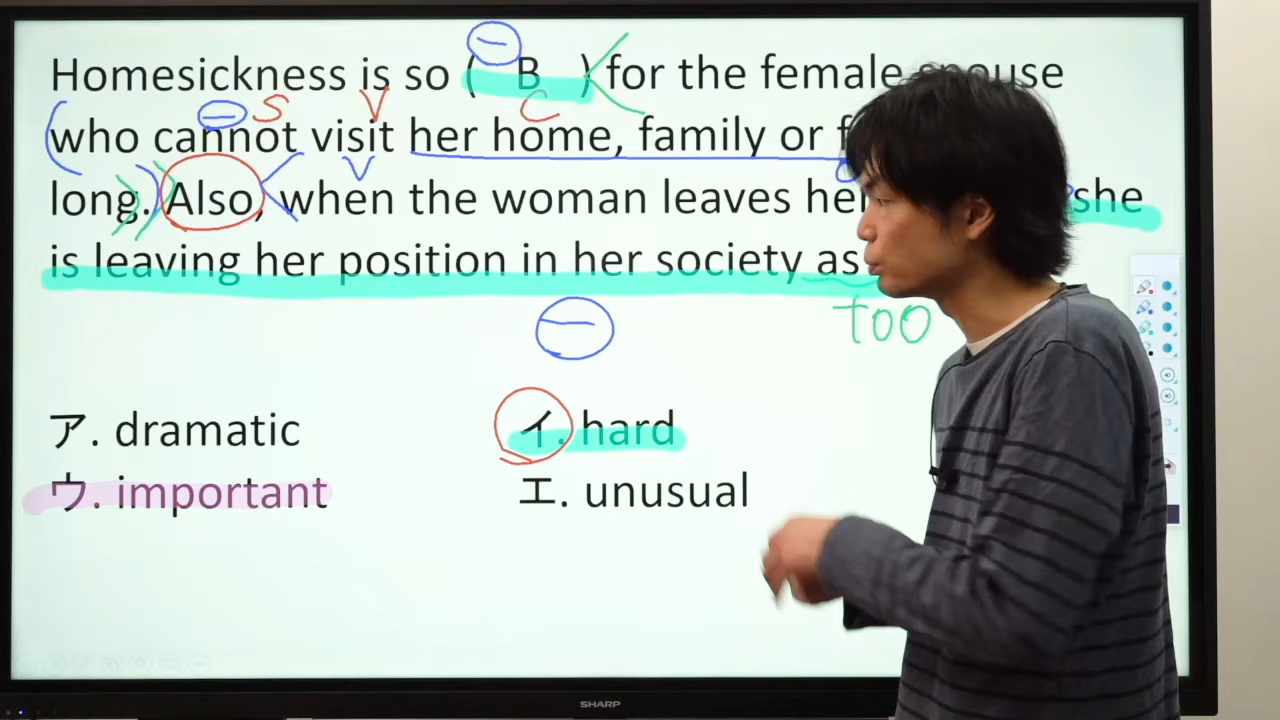 Homesickness is so ( B ) for the female spouse
S V C
who cannot visit her home, family or
V
long. Also, when the woman leaves she
is leaving her position in her society as
too
ア. dramatic イ. hard
ウ. important エ. unusual
SHARP